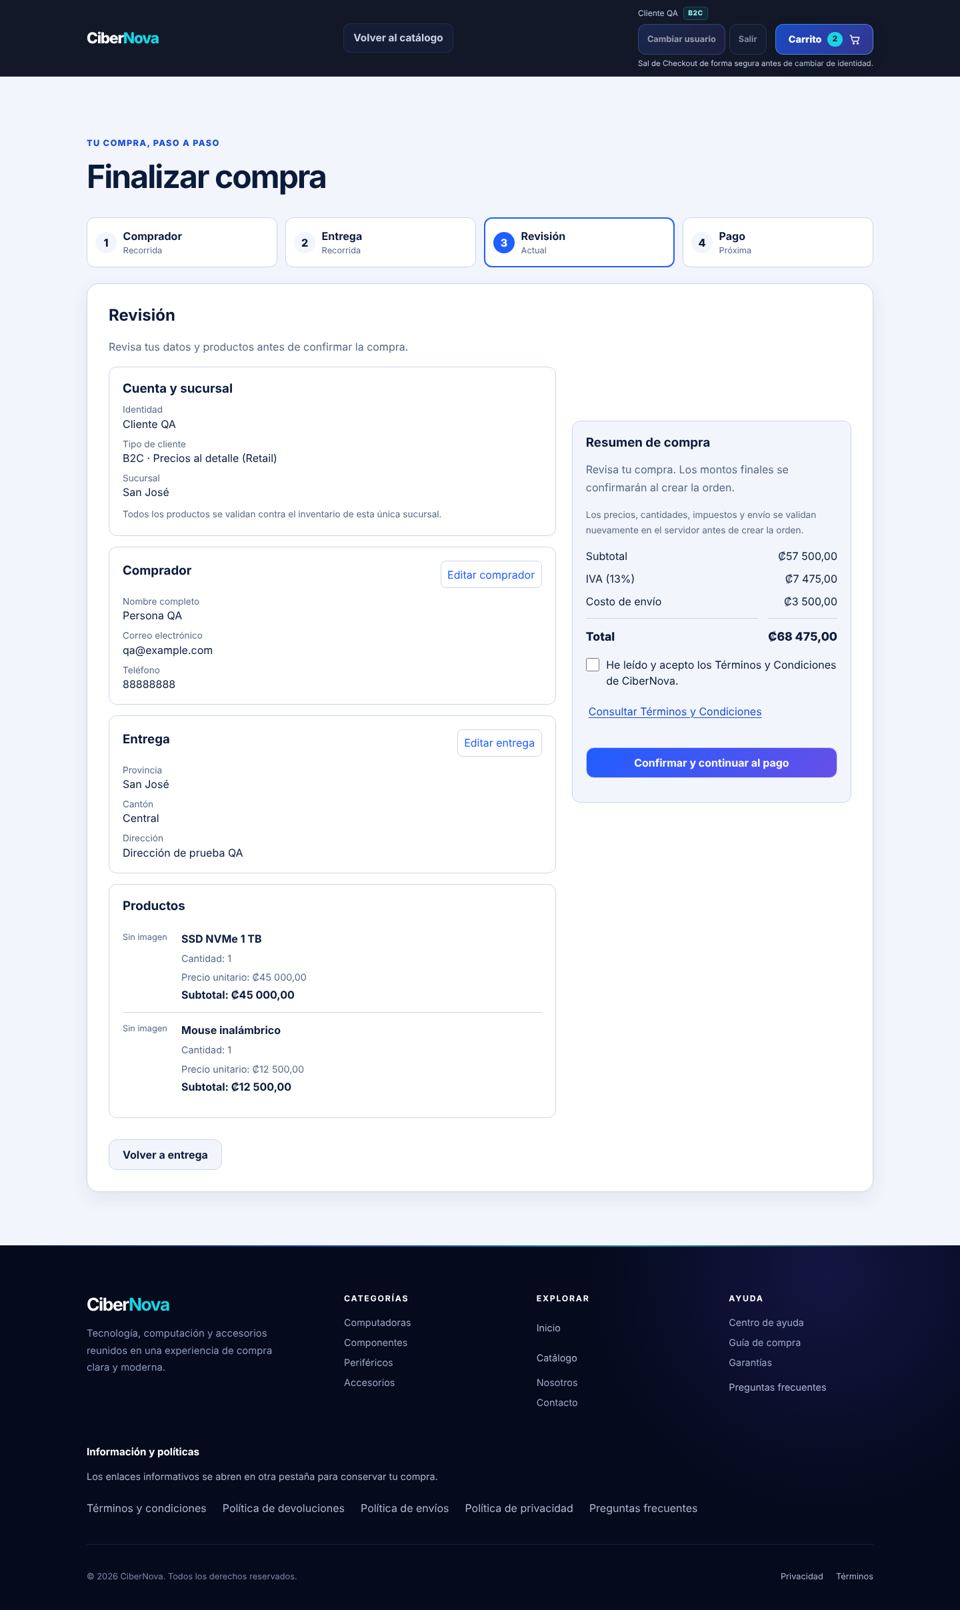 CiberNova
Volver al catálogo
Cliente QA B2C
Cambiar usuario
Salir
Carrito 2
Sal de Checkout de forma segura antes de cambiar de identidad.
TU COMPRA, PASO A PASO
Finalizar compra
1 Comprador
Recorrida
2 Entrega
Recorrida
3 Revisión
Actual
4 Pago
Próxima
Revisión
Revisa tus datos y productos antes de confirmar la compra.
Cuenta y sucursal
Identidad
Cliente QA
Tipo de cliente
B2C · Precios al detalle (Retail)
Sucursal
San José
Todos los productos se validan contra el inventario de esta única sucursal.
Comprador
Editar comprador
Nombre completo
Persona QA
Correo electrónico
qa@example.com
Teléfono
88888888
Entrega
Editar entrega
Provincia
San José
Cantón
Central
Dirección
Dirección de prueba QA
Productos
Sin imagen
SSD NVMe 1 TB
Cantidad: 1
Precio unitario: ₡45 000,00
Subtotal: ₡45 000,00
Sin imagen
Mouse inalámbrico
Cantidad: 1
Precio unitario: ₡12 500,00
Subtotal: ₡12 500,00
Volver a entrega
Resumen de compra
Revisa tu compra. Los montos finales se
confirmarán al crear la orden.
Los precios, cantidades, impuestos y envío se validan
nuevamente en el servidor antes de crear la orden.
Subtotal ₡57 500,00
IVA (13%) ₡7 475,00
Costo de envío ₡3 500,00
Total ₡68 475,00
He leído y acepto los Términos y Condiciones
de CiberNova.
Consultar Términos y Condiciones
Confirmar y continuar al pago
CiberNova
Tecnología, computación y accesorios
reunidos en una experiencia de compra
clara y moderna.
CATEGORÍAS
Computadoras
Componentes
Periféricos
Accesorios
EXPLORAR
Inicio
Catálogo
Nosotros
Contacto
AYUDA
Centro de ayuda
Guía de compra
Garantías
Preguntas frecuentes
Información y políticas
Los enlaces informativos se abren en otra pestaña para conservar tu compra.
Términos y condiciones Política de devoluciones Política de envíos Política de privacidad Preguntas frecuentes
© 2026 CiberNova. Todos los derechos reservados.
Privacidad Términos